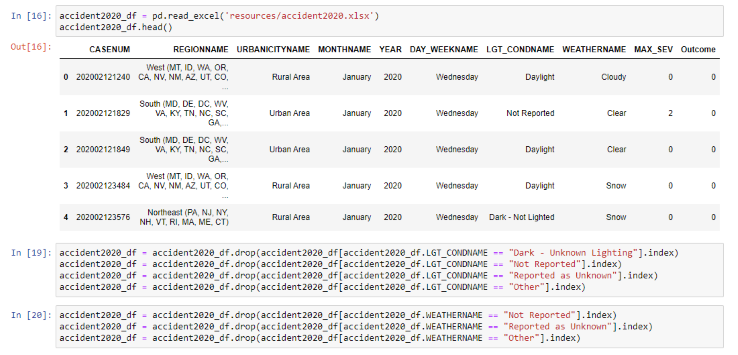 In [16]: accident2020_df = pd.read_excel('resources/accident2020.xlsx')
accident2020_df.head()
Out[16]:
CASENUM REGIONNAME URBANICITYNAME MONTHNAME YEAR DAY_WEEKNAME LGT_CONDNAME WEATHERNAME MAX_SEV Outcome
West (MT, ID, WA, OR,
0 202002121240 CA, NV, NM, AZ, UT, CO, Rural Area January 2020 Wednesday Daylight Cloudy 0 0
...
South (MD, DE, DC, WV,
1 202002121829 VA, KY, TN, NC, SC, Urban Area January 2020 Wednesday Not Reported Clear 2 0
GA,...
South (MD, DE, DC, WV,
2 202002121849 VA, KY, TN, NC, SC, Urban Area January 2020 Wednesday Daylight Clear 0 0
GA,...
West (MT, ID, WA, OR,
3 202002123484 CA, NV, NM, AZ, UT, CO, Rural Area January 2020 Wednesday Daylight Snow 0 0
...
Northeast (PA, NJ, NY,
4 202002123576 NH, VT, RI, MA, ME, CT) Rural Area January 2020 Wednesday Dark - Not Lighted Snow 0 0
In [19]: accident2020_df = accident2020_df.drop(accident2020_df[accident2020_df.LGT_CONDNAME == "Dark - Unknown Lighting"].index)
accident2020_df = accident2020_df.drop(accident2020_df[accident2020_df.LGT_CONDNAME == "Not Reported"].index)
accident2020_df = accident2020_df.drop(accident2020_df[accident2020_df.LGT_CONDNAME == "Reported as Unknown"].index)
accident2020_df = accident2020_df.drop(accident2020_df[accident2020_df.LGT_CONDNAME == "Other"].index)
In [20]: accident2020_df = accident2020_df.drop(accident2020_df[accident2020_df.WEATHERNAME == "Not Reported"].index)
accident2020_df = accident2020_df.drop(accident2020_df[accident2020_df.WEATHERNAME == "Reported as Unknown"].index)
accident2020_df = accident2020_df.drop(accident2020_df[accident2020_df.WEATHERNAME == "Other"].index)